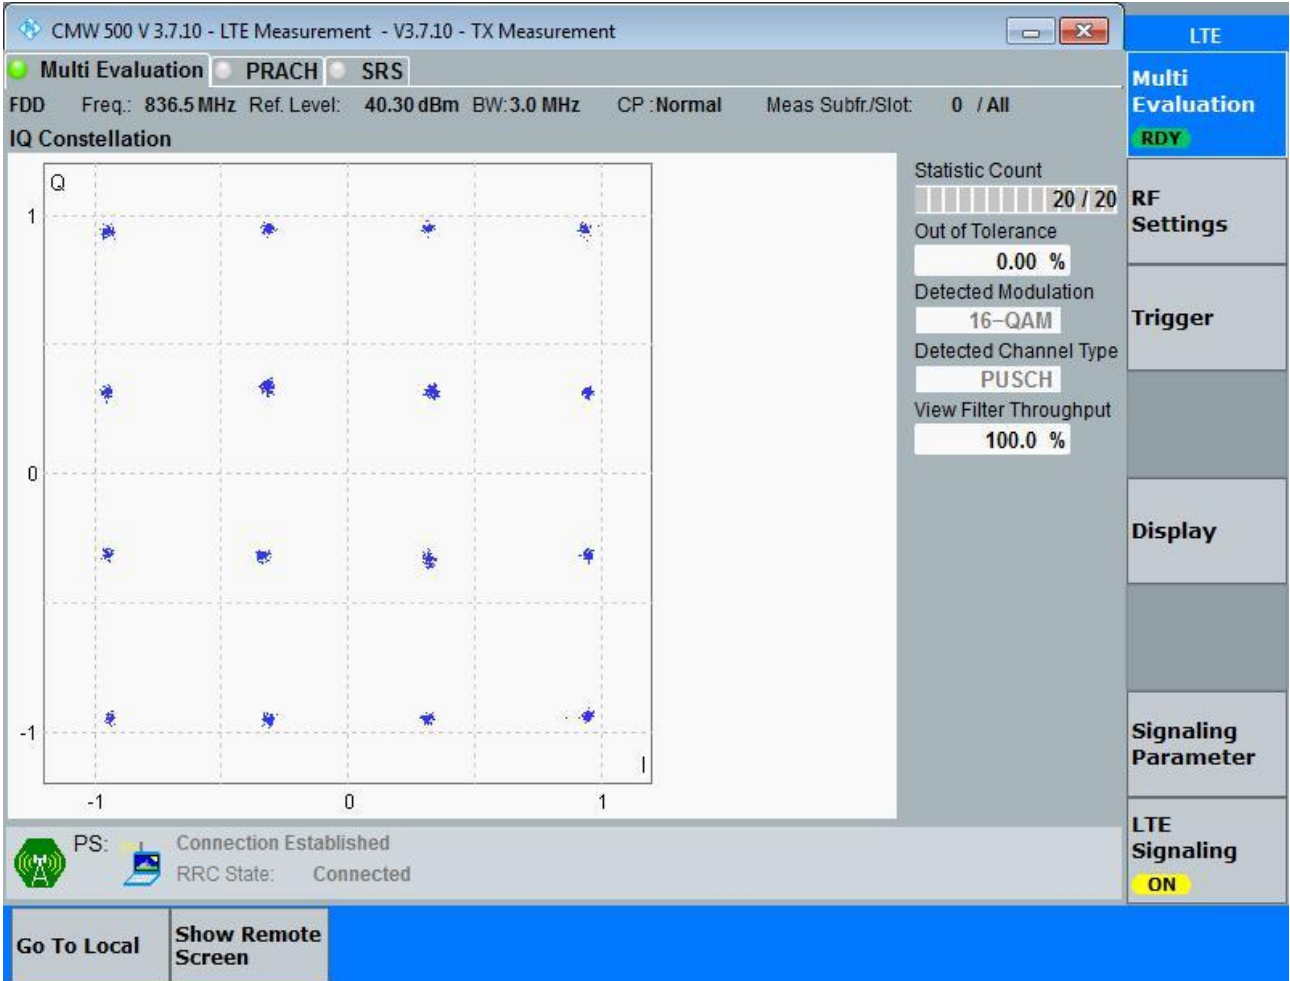 CMW 500 V 3.7.10 - LTE Measurement - V3.7.10 - TX Measurement
LTE
Multi Evaluation PRACH SRS
FDD Freq.: 836.5 MHz Ref. Level: 40.30 dBm BW: 3.0 MHz CP : Normal Meas Subfr./Slot: 0 / All
IQ Constellation
Multi
Evaluation
RDY
Q
1
0
-1
I
-1 0 1
Statistic Count
20 / 20
Out of Tolerance
0.00 %
Detected Modulation
16-QAM
Detected Channel Type
PUSCH
View Filter Throughput
100.0 %
RF
Settings
Trigger
Display
Signaling
Parameter
LTE
Signaling
ON
PS: Connection Established
RRC State: Connected
Go To Local
Show Remote
Screen